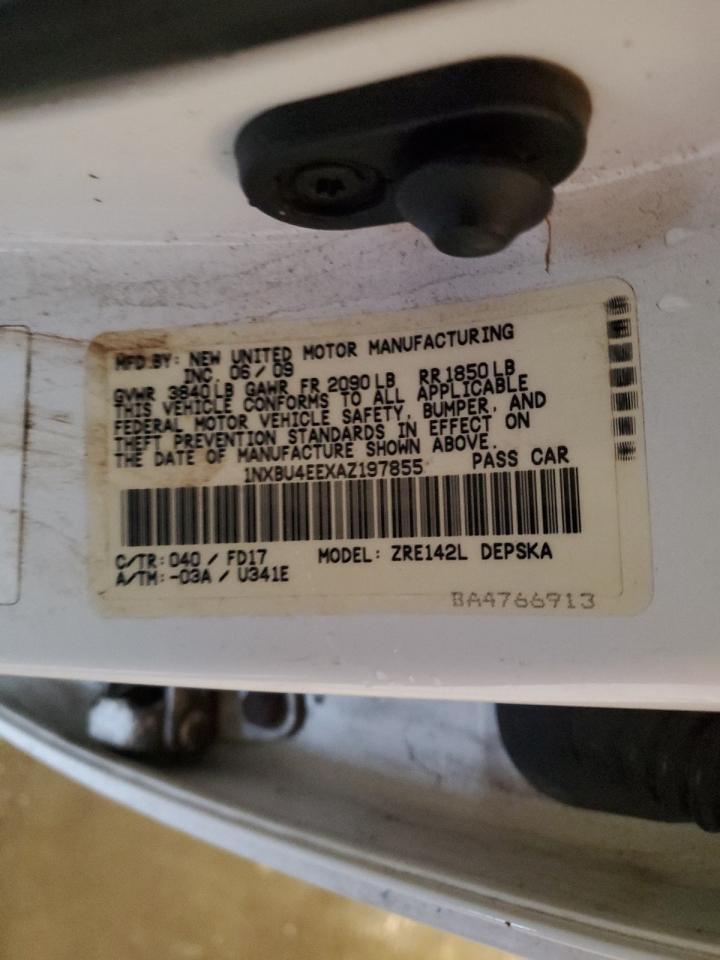 MFD.BY: NEW UNITED MOTOR MANUFACTURING
INC. 06/09
GVWR 3840LB GAWR FR 2090LB RR1850LB
THIS VEHICLE CONFORMS TO ALL APPLICABLE
FEDERAL MOTOR VEHICLE SAFETY, BUMPER, AND
THEFT PREVENTION STANDARDS IN EFFECT ON
THE DATE OF MANUFACTURE SHOWN ABOVE.
1NXBU4EEXAZ197855 PASS CAR
C/TR:040 / FD17 MODEL: ZRE142L DEPSKA
A/TM:-03A / U341E
BA4766913